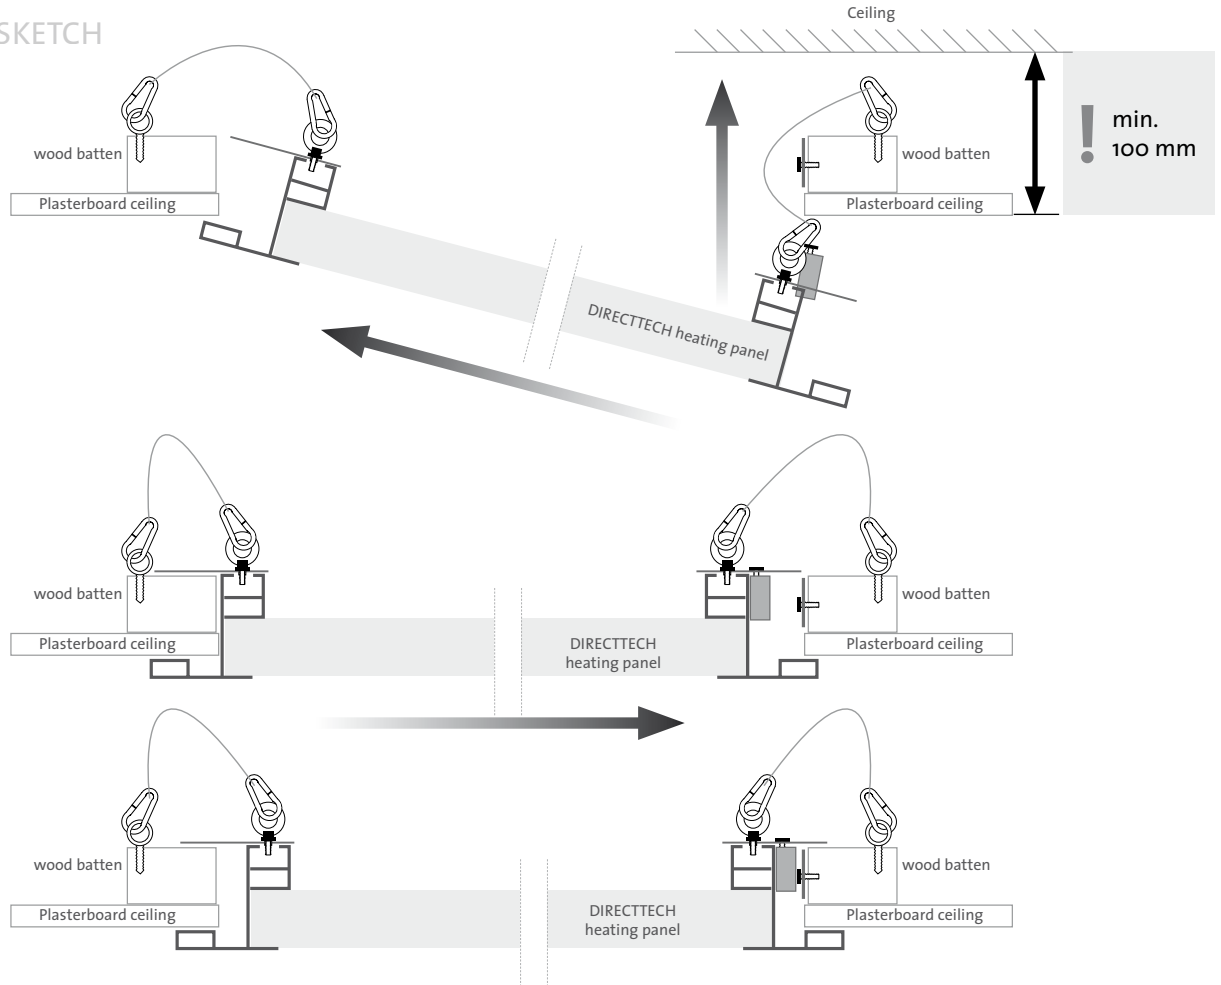 SKETCH
Ceiling
min.
100 mm
wood batten
wood batten
Plasterboard ceiling
Plasterboard ceiling
DIRECTTECH heating panel
wood batten
wood batten
Plasterboard ceiling
DIRECTTECH
heating panel
Plasterboard ceiling
wood batten
wood batten
Plasterboard ceiling
DIRECTTECH
heating panel
Plasterboard ceiling